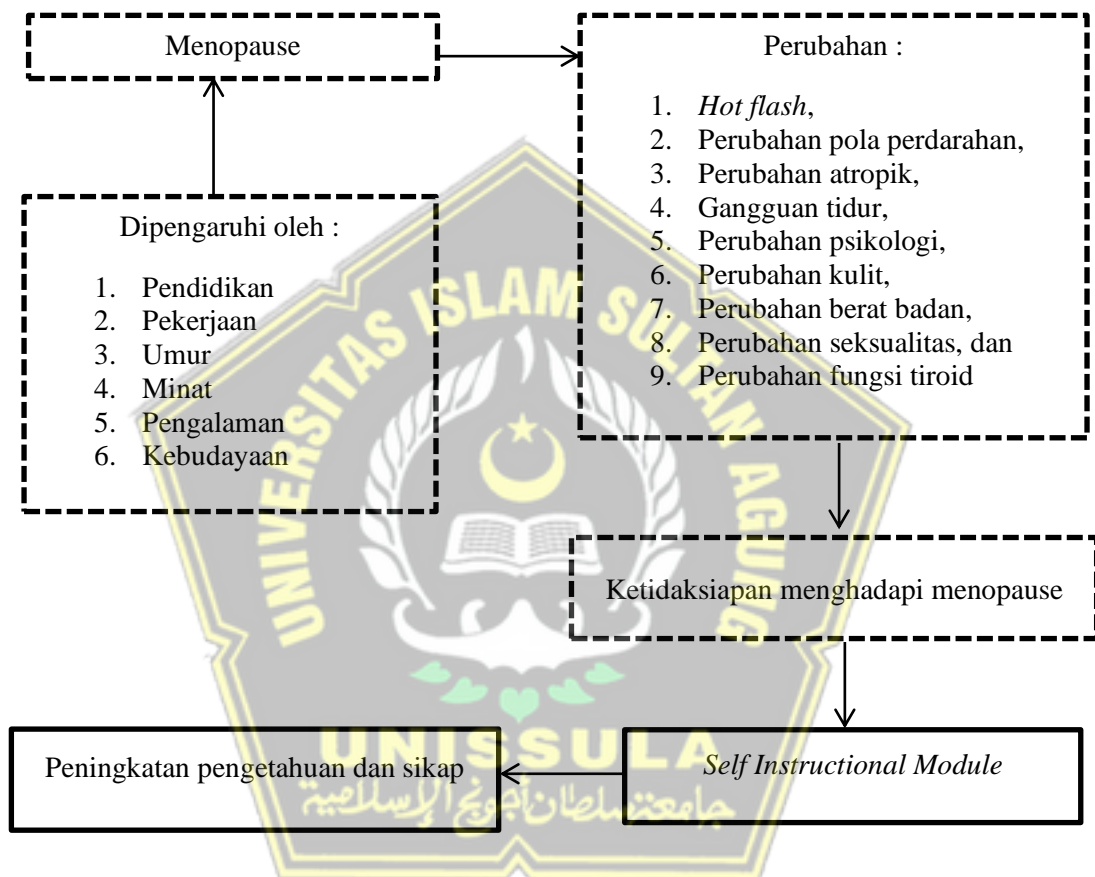 Menopause
Perubahan :
1. Hot flash,
2. Perubahan pola perdarahan,
3. Perubahan atropik,
4. Gangguan tidur,
5. Perubahan psikologi,
6. Perubahan kulit,
7. Perubahan berat badan,
8. Perubahan seksualitas, dan
9. Perubahan fungsi tiroid
Dipengaruhi oleh :
1. Pendidikan
2. Pekerjaan
3. Umur
4. Minat
5. Pengalaman
6. Kebudayaan
Ketidaksiapan menghadapi menopause
Self Instructional Module
Peningkatan pengetahuan dan sikap
UNIVERSITAS ISLAM SULTAN AGUNG
UNISSULA
جامعتسلطان أجونج الإسلامية